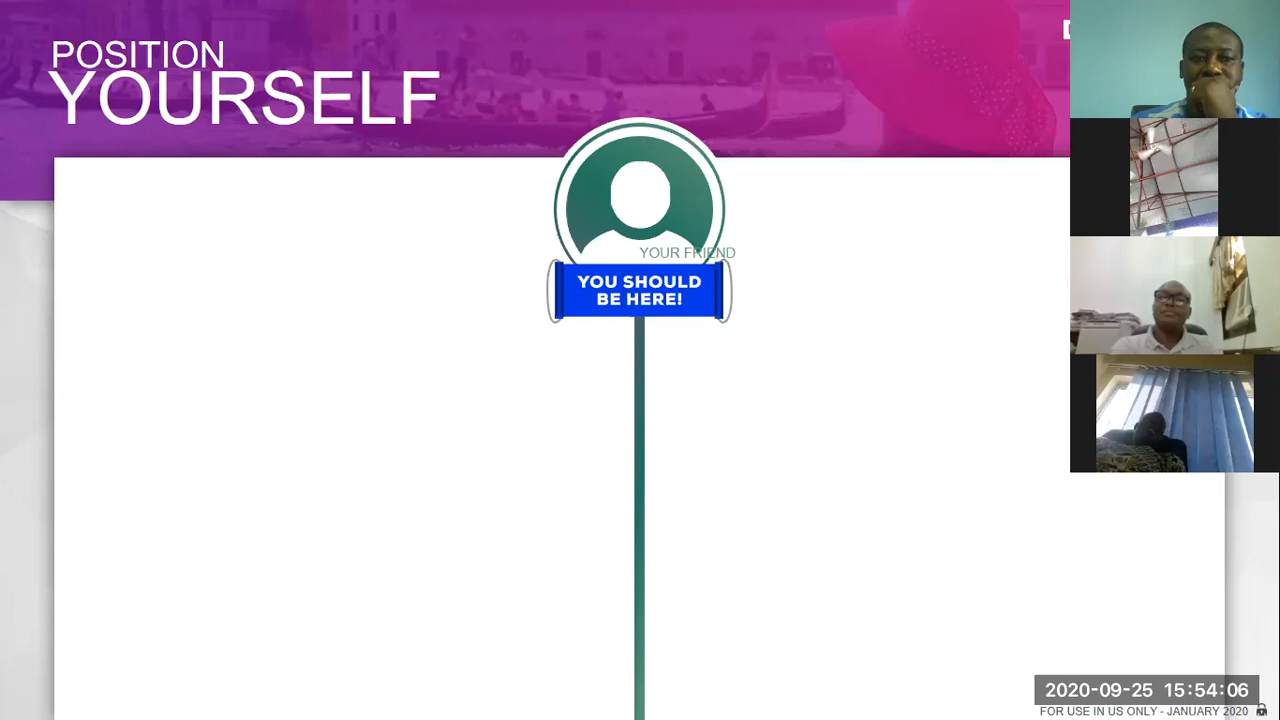 POSITION
YOURSELF
YOUR FRIEND
YOU SHOULD
BE HERE!
2020-09-25 15:54:06
FOR USE IN US ONLY - JANUARY 2020